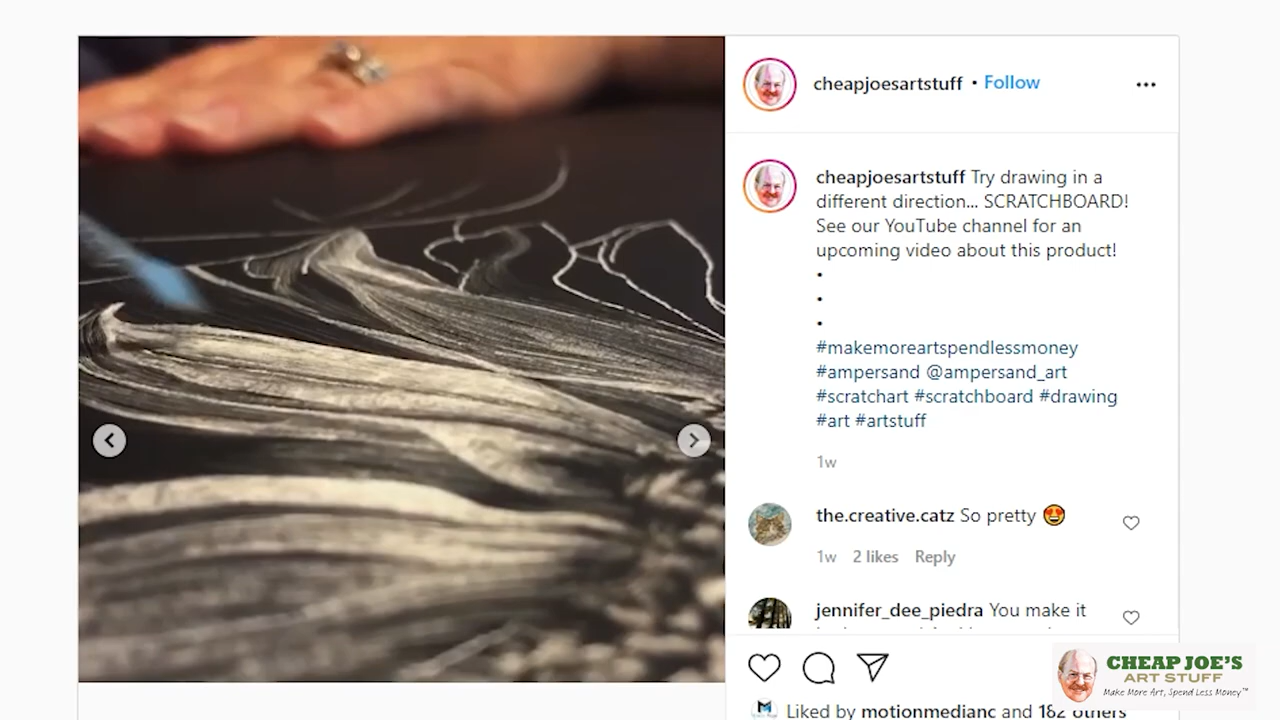 cheapjoesartstuff • Follow
cheapjoesartstuff Try drawing in a
different direction... SCRATCHBOARD!
See our YouTube channel for an
upcoming video about this product!
•
•
•
#makemoreartspendlessmoney
#ampersand @ampersand_art
#scratchart #scratchboard #drawing
#art #artstuff
1w
the.creative.catz So pretty 😍
1w 2 likes Reply
jennifer_dee_piedra You make it
CHEAP JOE'S
ART STUFF
Make More Art, Spend Less Money™
Liked by motionmedianc and 182 others